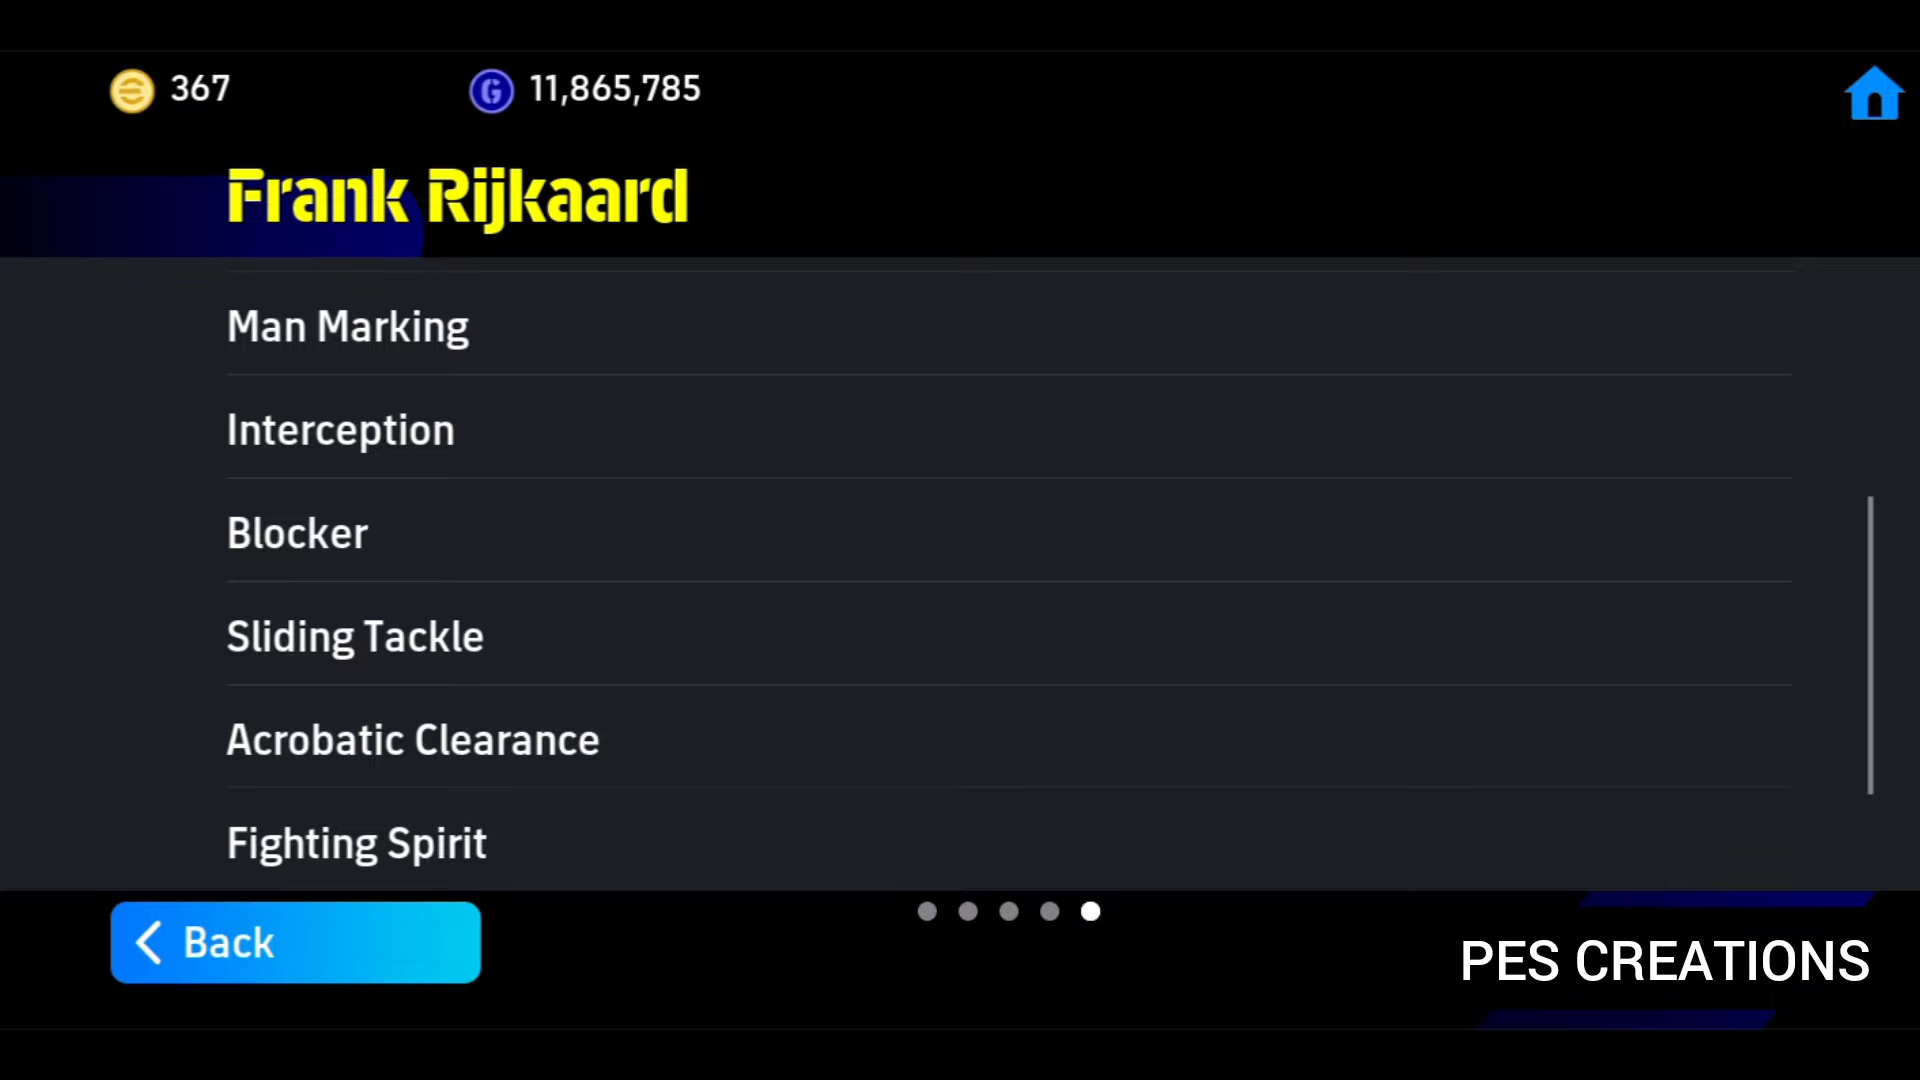 367
11,865,785
Frank Rijkaard
Man Marking
Interception
Blocker
Sliding Tackle
Acrobatic Clearance
Fighting Spirit
Back
PES CREATIONS